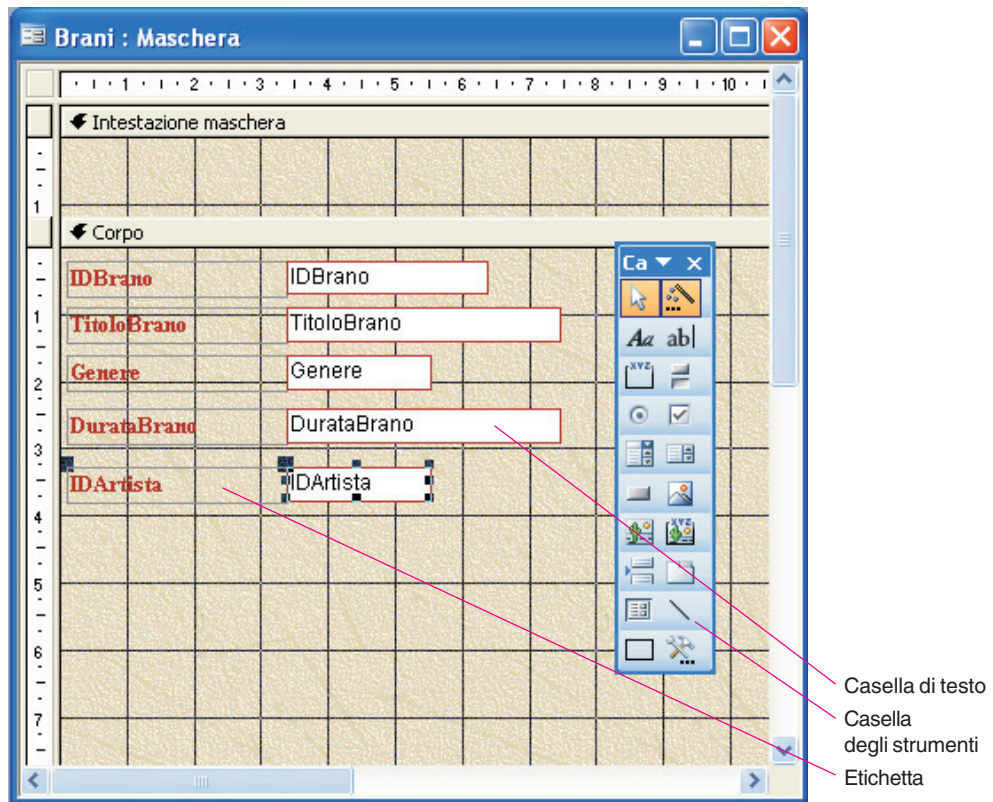 Brani : Maschera
1 2 3 4 5 6 7 8 9 10
Intestazione maschera
1
Corpo
IDBrano IDBrano
TitoloBrano TitoloBrano
Genere Genere
DurataBrano DurataBrano
IDArtista IDArtista
1
2
3
4
5
6
7
Ca
Aa ab
XYZ
XYZ
Casella di testo
Casella
degli strumenti
Etichetta